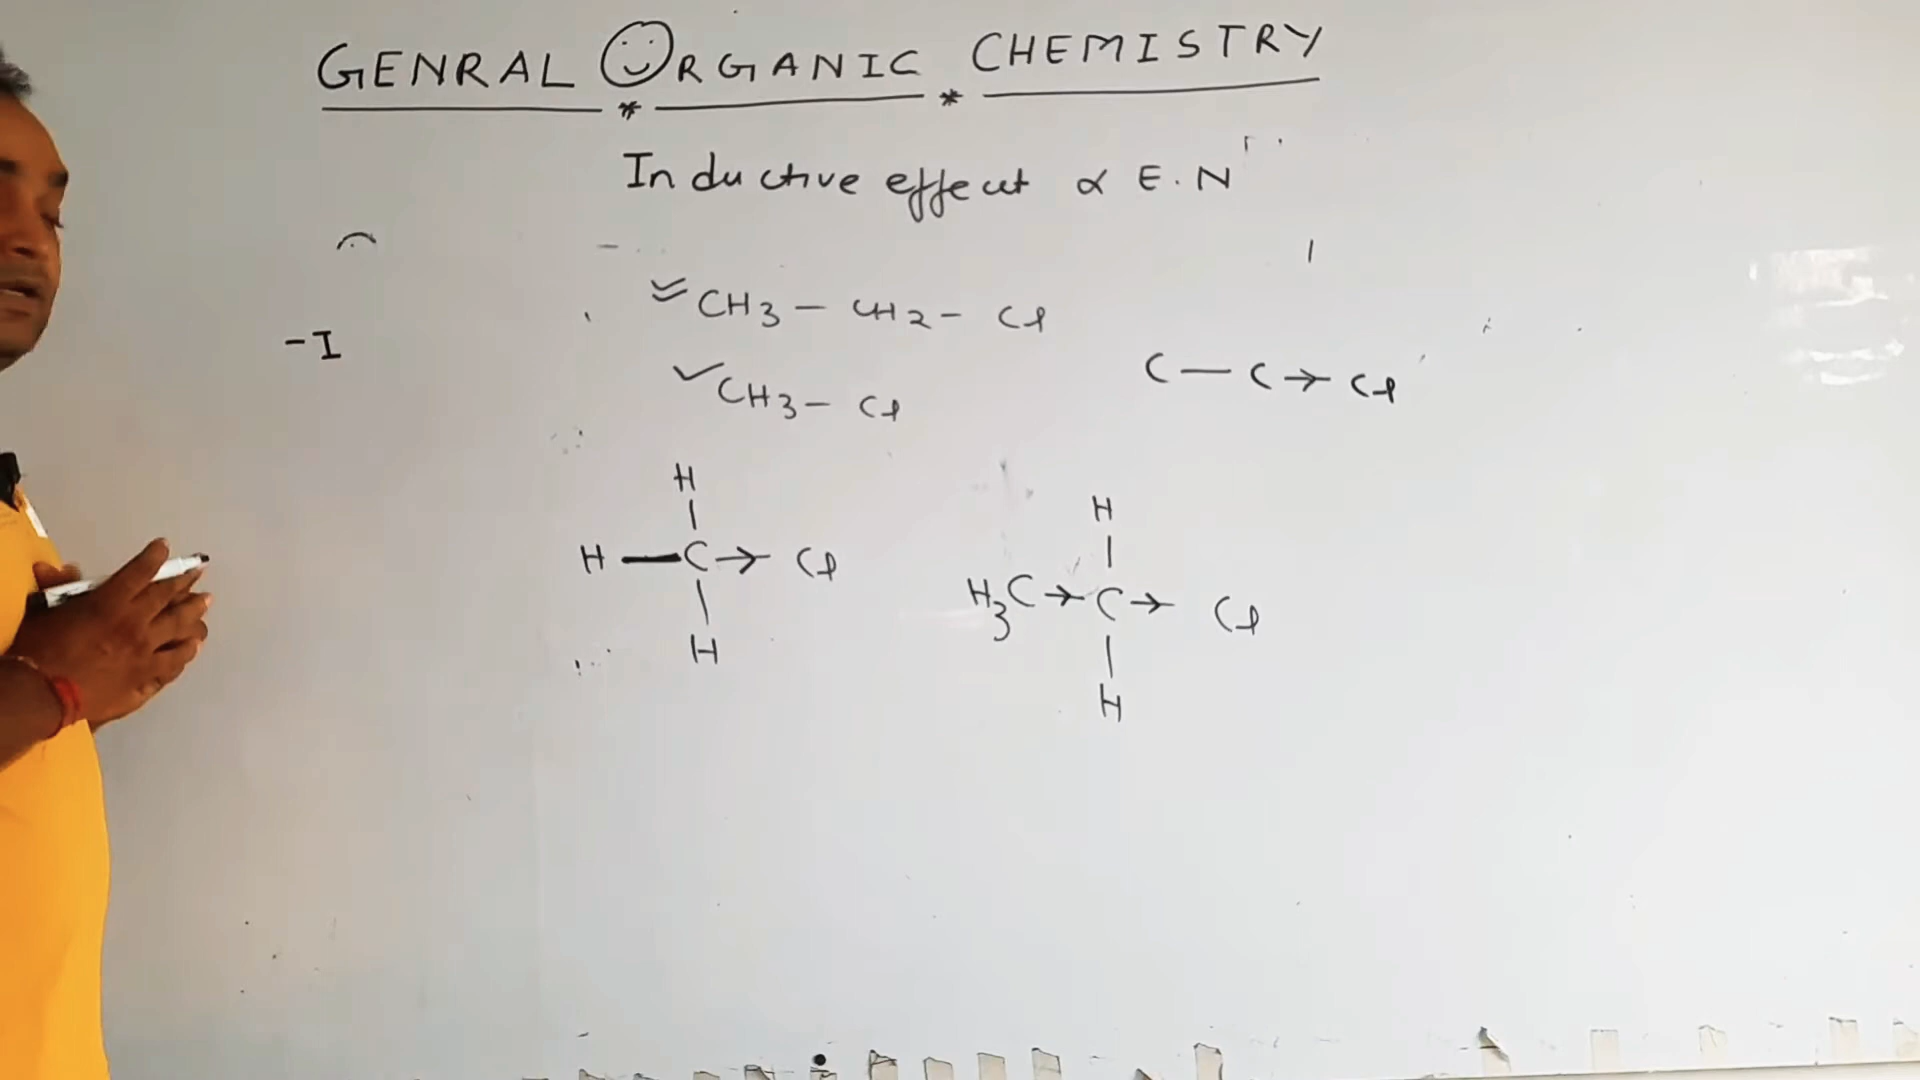 GENRAL ORGANIC CHEMISTRY
* *
Inductive effect ∝ E.N
CH3 – CH2 – Cl
-I
C — C → Cl
CH3 – Cl
H
|
H — C → Cl
|
H
H
|
H3C → C → Cl
|
H